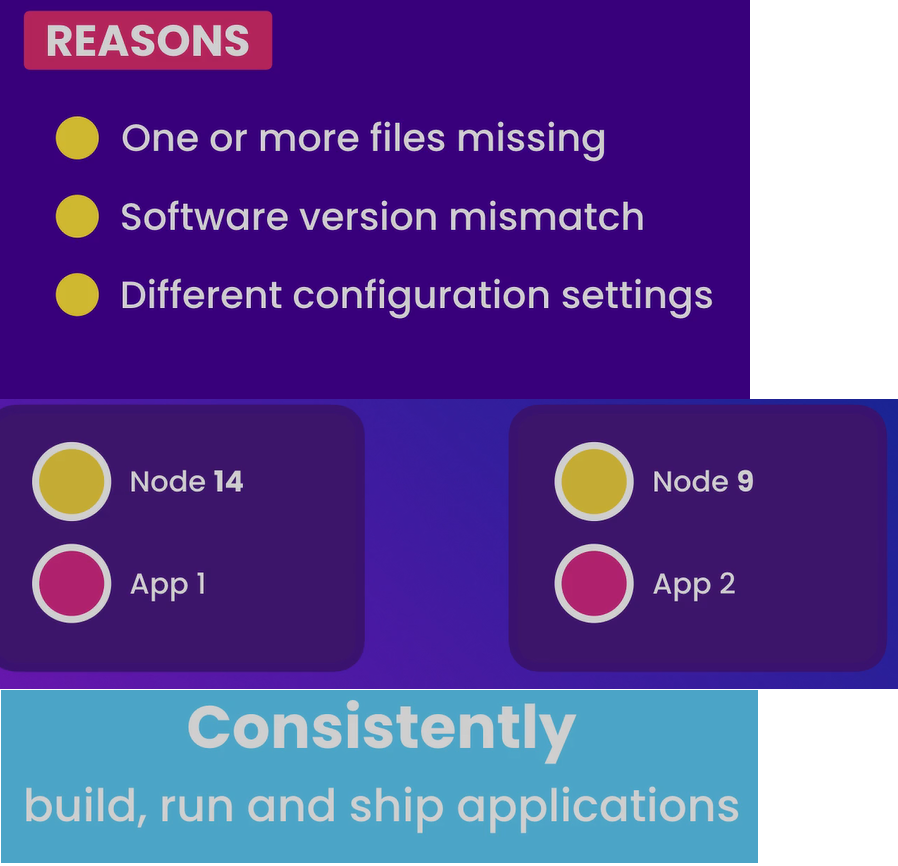 REASONS
One or more files missing
Software version mismatch
Different configuration settings
Node 14
App 1
Node 9
App 2
Consistently
build, run and ship applications